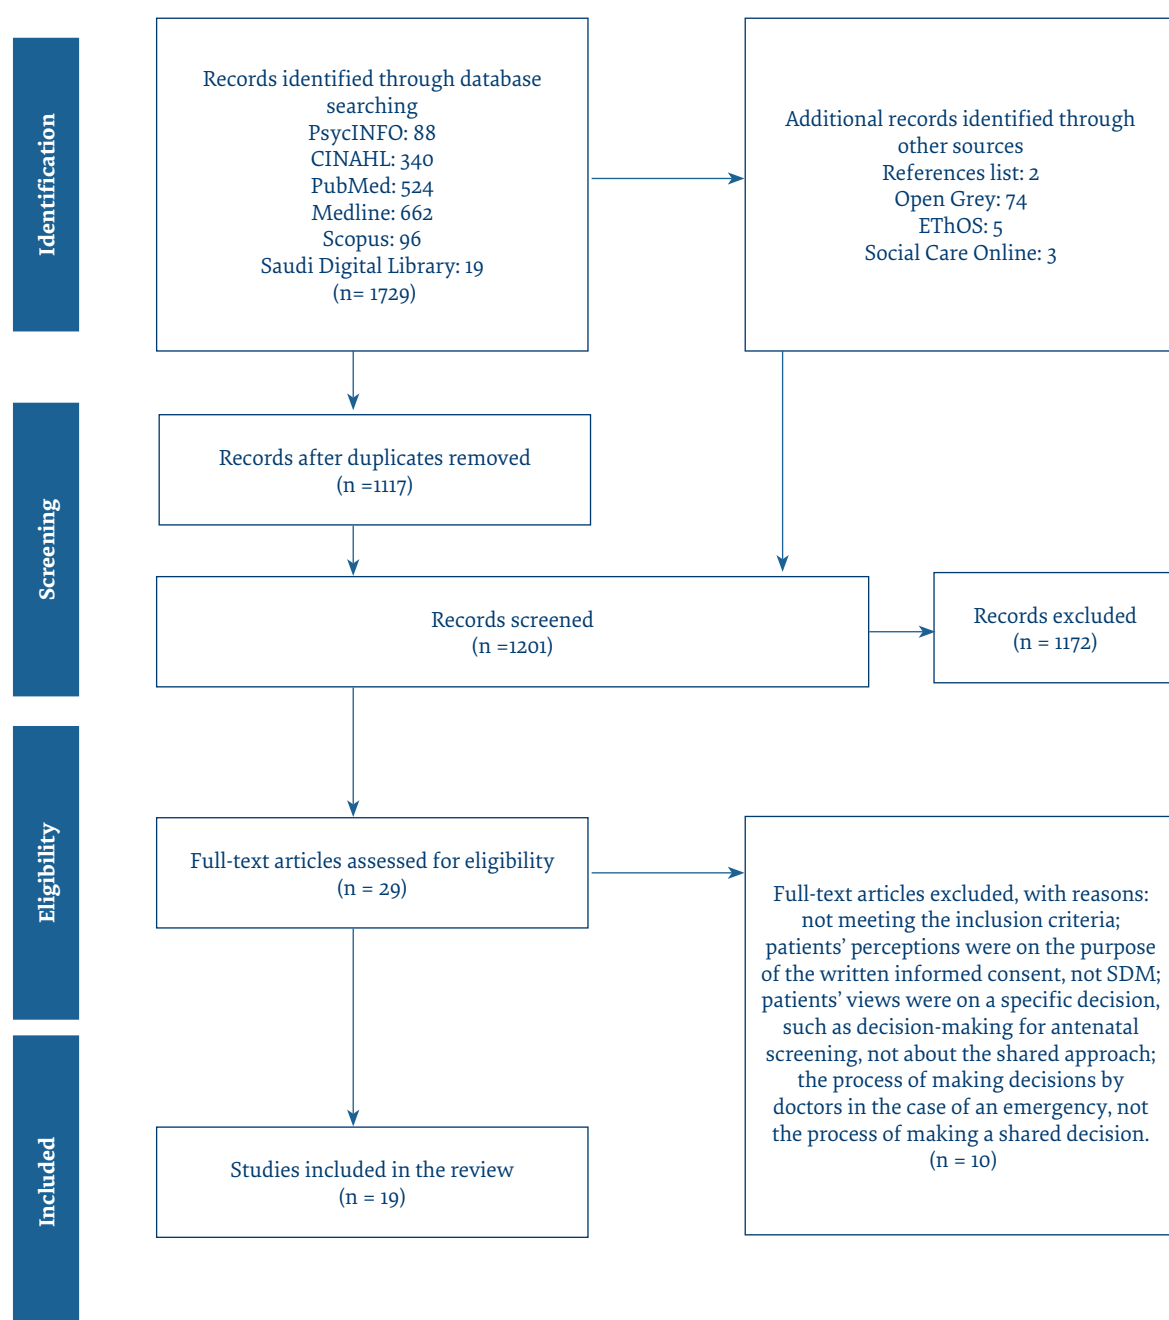 Identification
Records identified through database
searching
PsycINFO: 88
CINAHL: 340
PubMed: 524
Medline: 662
Scopus: 96
Saudi Digital Library: 19
(n= 1729)
Additional records identified through
other sources
References list: 2
Open Grey: 74
EThOS: 5
Social Care Online: 3
Screening
Records after duplicates removed
(n =1117)
Records screened
(n =1201)
Records excluded
(n = 1172)
Eligibility
Full-text articles assessed for eligibility
(n = 29)
Full-text articles excluded, with reasons:
not meeting the inclusion criteria;
patients’ perceptions were on the purpose
of the written informed consent, not SDM;
patients’ views were on a specific decision,
such as decision-making for antenatal
screening, not about the shared approach;
the process of making decisions by
doctors in the case of an emergency, not
the process of making a shared decision.
(n = 10)
Included
Studies included in the review
(n = 19)